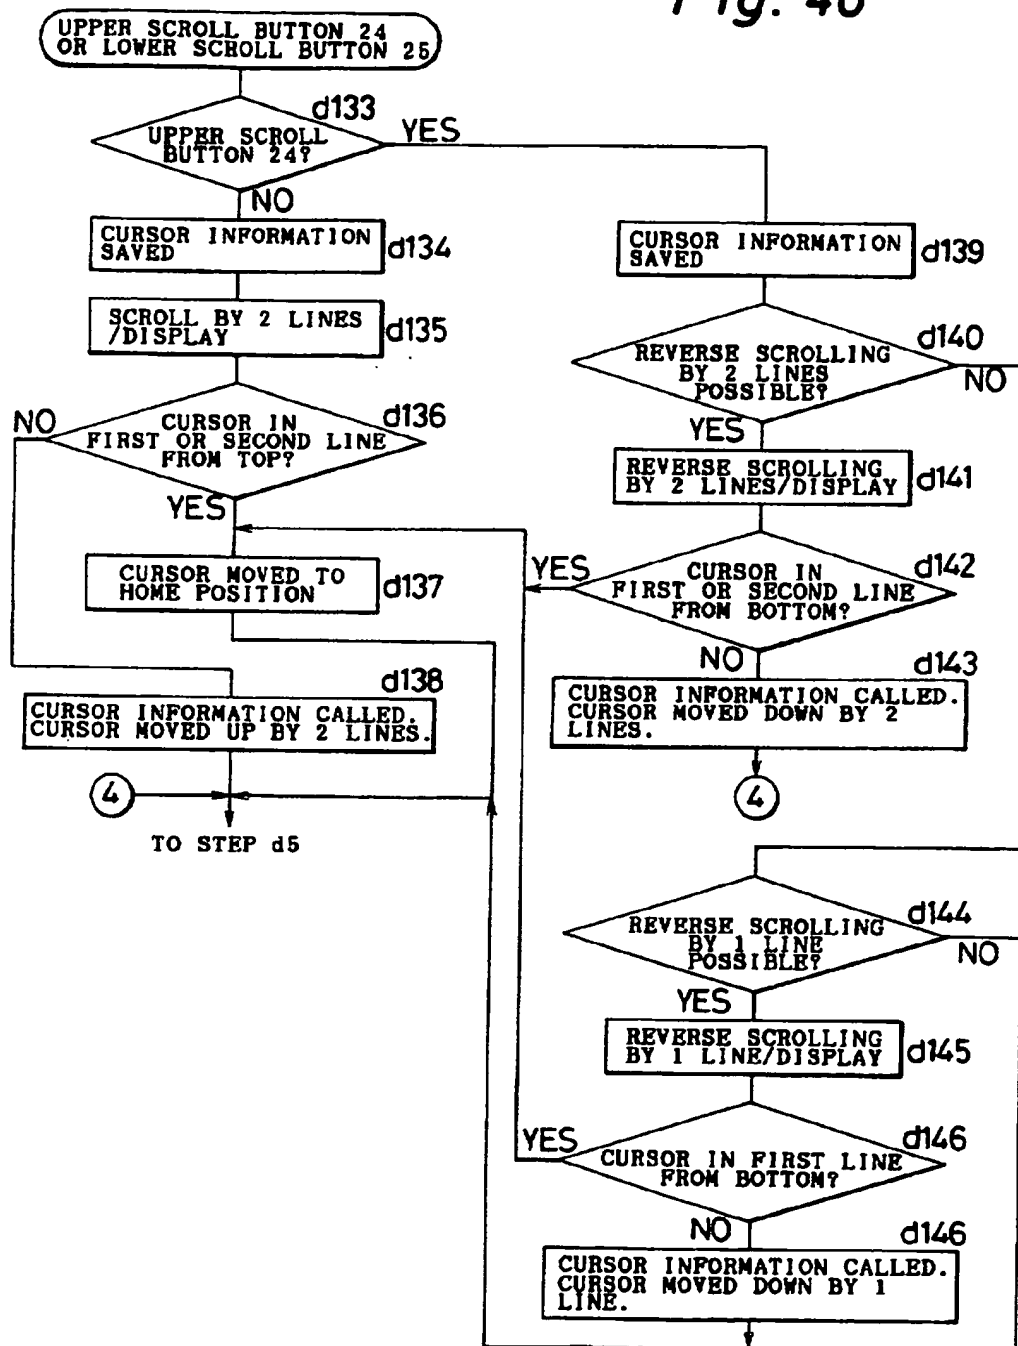 Fig. 40
UPPER SCROLL BUTTON 24
OR LOWER SCROLL BUTTON 25
d133
UPPER SCROLL
BUTTON 24?
YES
NO
CURSOR INFORMATION
SAVED
d134
SCROLL BY 2 LINES
/DISPLAY
d135
d136
CURSOR IN
FIRST OR SECOND LINE
FROM TOP?
NO
YES
CURSOR MOVED TO
HOME POSITION
d137
d138
CURSOR INFORMATION CALLED.
CURSOR MOVED UP BY 2 LINES.
4
TO STEP d5
CURSOR INFORMATION
SAVED
d139
d140
REVERSE SCROLLING
BY 2 LINES
POSSIBLE?
NO
YES
REVERSE SCROLLING
BY 2 LINES/DISPLAY
d141
d142
YES
CURSOR IN
FIRST OR SECOND LINE
FROM BOTTOM?
NO
d143
CURSOR INFORMATION CALLED.
CURSOR MOVED DOWN BY 2
LINES.
4
d144
REVERSE SCROLLING
BY 1 LINE
POSSIBLE?
NO
YES
REVERSE SCROLLING
BY 1 LINE/DISPLAY
d145
d146
YES
CURSOR IN FIRST LINE
FROM BOTTOM?
NO
d146
CURSOR INFORMATION CALLED.
CURSOR MOVED DOWN BY 1
LINE.